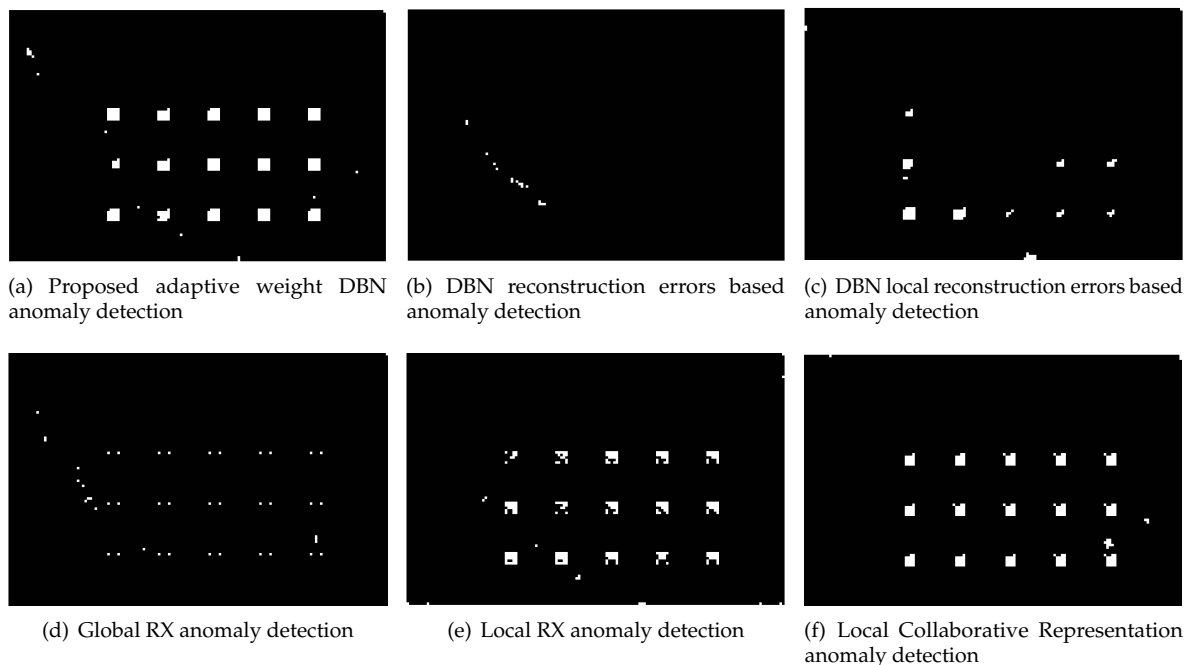 (a) Proposed adaptive weight DBN
anomaly detection
(b) DBN reconstruction errors based
anomaly detection
(c) DBN local reconstruction errors based
anomaly detection
(d) Global RX anomaly detection
(e) Local RX anomaly detection
(f) Local Collaborative Representation
anomaly detection